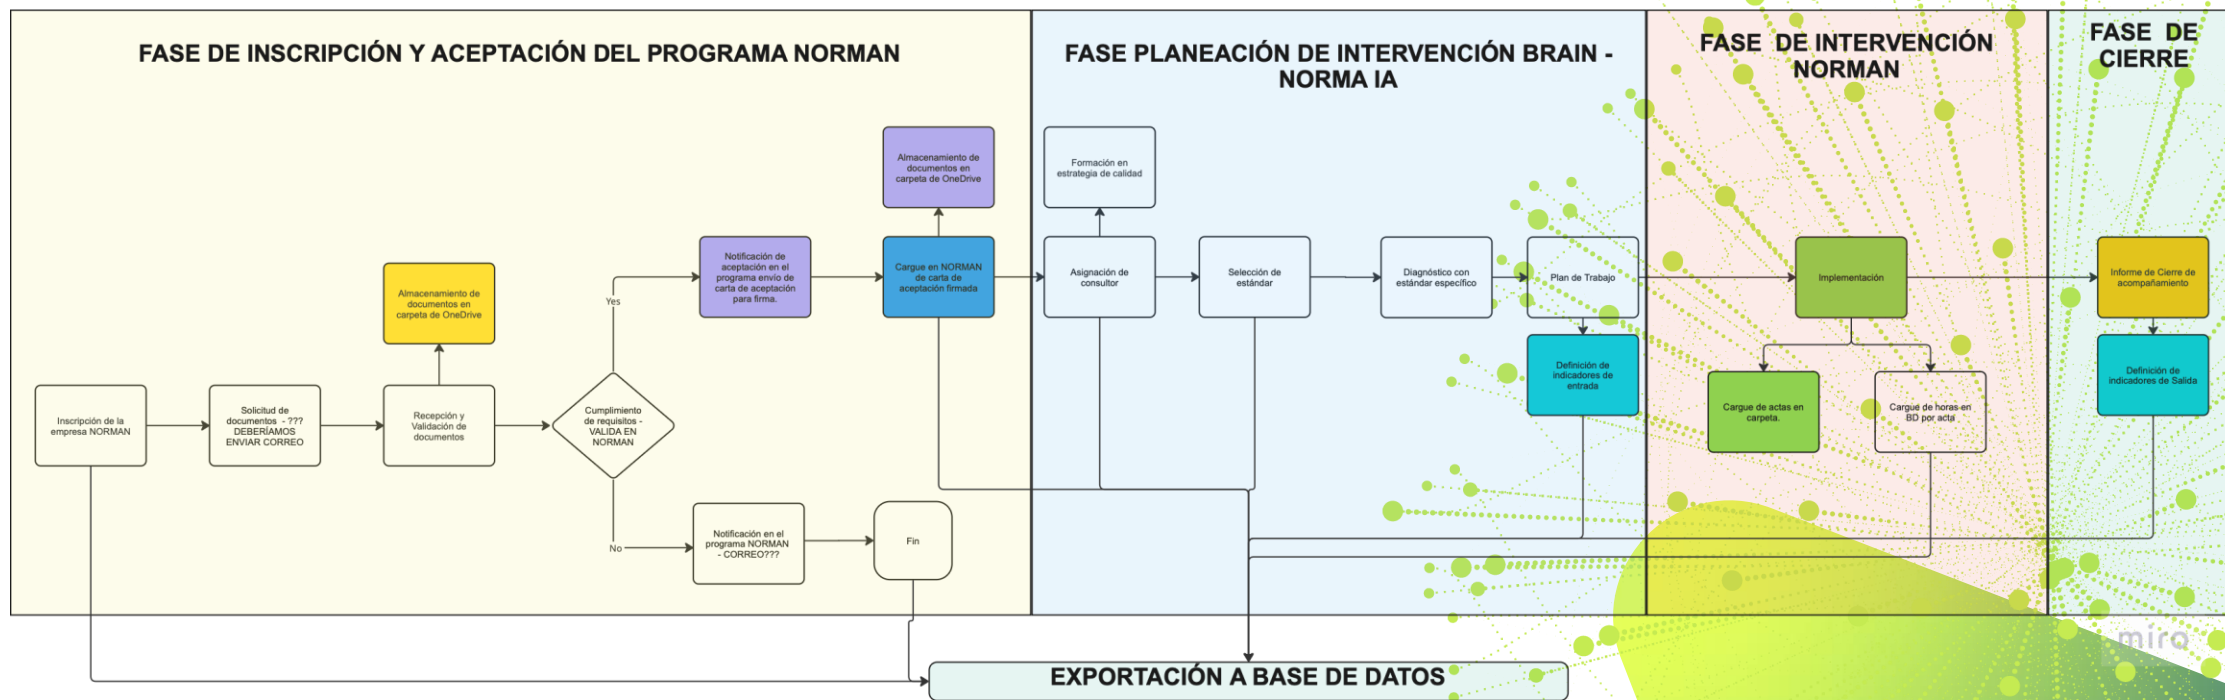 FASE DE INSCRIPCIÓN Y ACEPTACIÓN DEL PROGRAMA NORMAN
Almacenamiento de
documentos en
carpeta de OneDrive
Notificación de
aceptación en el
programa envío de
carta de aceptación
para firma.
Cargue en NORMAN
de carta de
aceptación firmada
Almacenamiento de
documentos en
carpeta de OneDrive
Yes
Inscripción de la
empresa NORMAN
Solicitud de
documentos - ???
DEBERÍAMOS
ENVIAR CORREO
Recepción y
Validación de
documentos
Cumplimiento
de requisitos -
VALIDA EN
NORMAN
No
Notificación en el
programa NORMAN
- CORREO???
Fin
FASE PLANEACIÓN DE INTERVENCIÓN BRAIN -
NORMA IA
Formación en
estrategia de calidad
Asignación de
consultor
Selección de
estándar
Diagnóstico con
estándar específico
Plan de Trabajo
Definición de
indicadores de
entrada
FASE DE INTERVENCIÓN
NORMAN
Implementación
Cargue de actas en
carpeta.
Cargue de horas en
BD por acta
FASE DE
CIERRE
Informe de Cierre de
acompañamiento
Definición de
indicadores de Salida
EXPORTACIÓN A BASE DE DATOS
miro